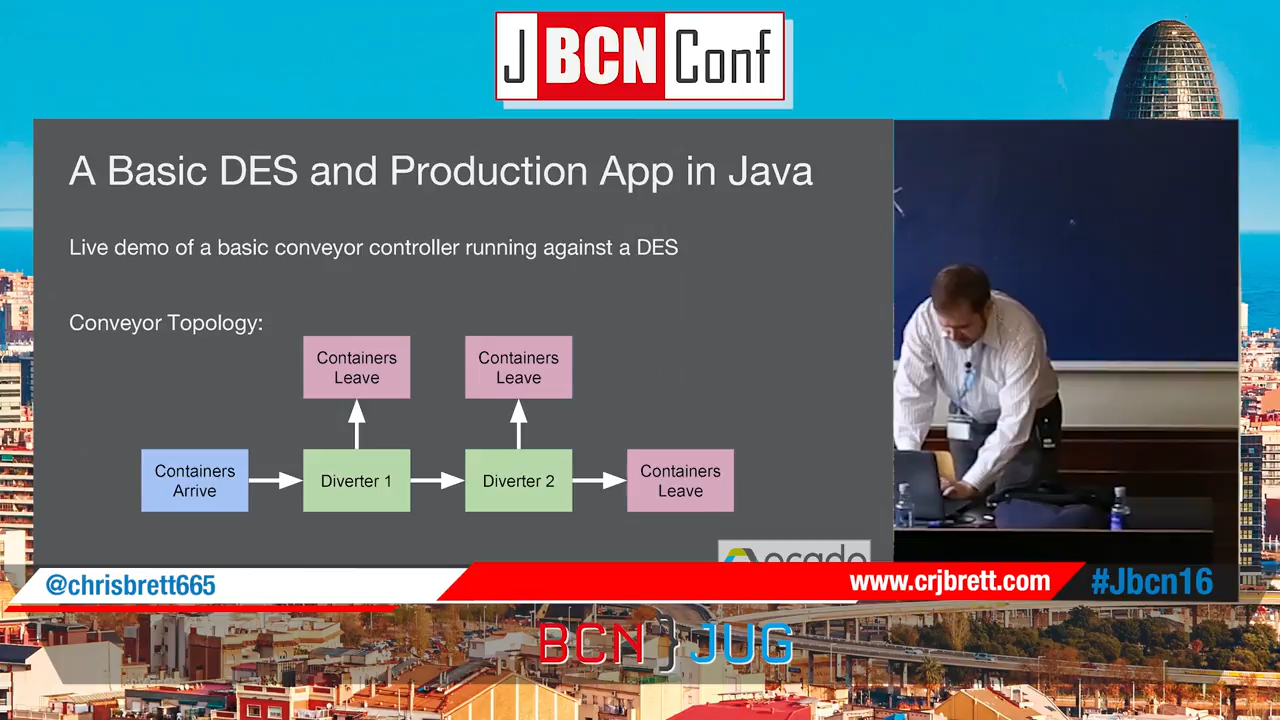 JBCNConf
A Basic DES and Production App in Java
Live demo of a basic conveyor controller running against a DES
Conveyor Topology:
Containers
Leave
Containers
Leave
Containers
Arrive
Diverter 1
Diverter 2
Containers
Leave
ocado
@chrisbrett665
www.crjbrett.com
#Jbcn16
BCN JUG